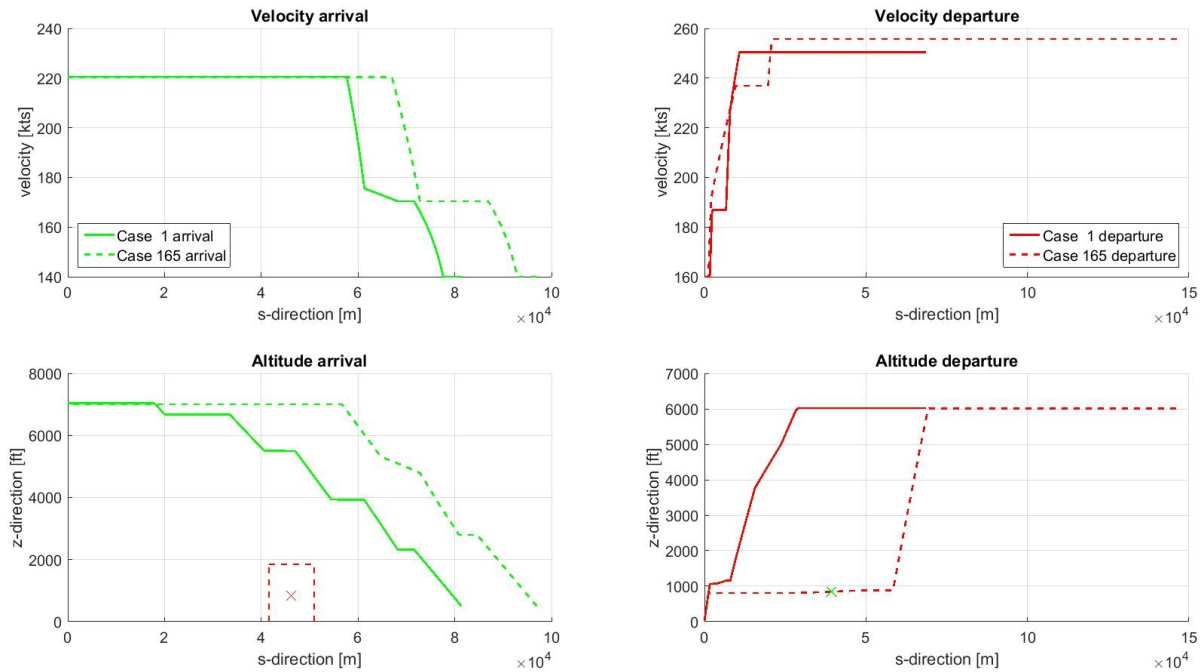 Velocity arrival
240
220
200
180
160
140
velocity [kts]
Case 1 arrival
Case 165 arrival
0 2 4 6 8 10
s-direction [m]
×10^4
Velocity departure
260
240
220
200
180
160
velocity [kts]
Case 1 departure
Case 165 departure
0 5 10 15
s-direction [m]
×10^4
Altitude arrival
8000
6000
4000
2000
0
z-direction [ft]
0 2 4 6 8 10
s-direction [m]
×10^4
Altitude departure
7000
6000
5000
4000
3000
2000
1000
0
z-direction [ft]
0 5 10 15
s-direction [m]
×10^4